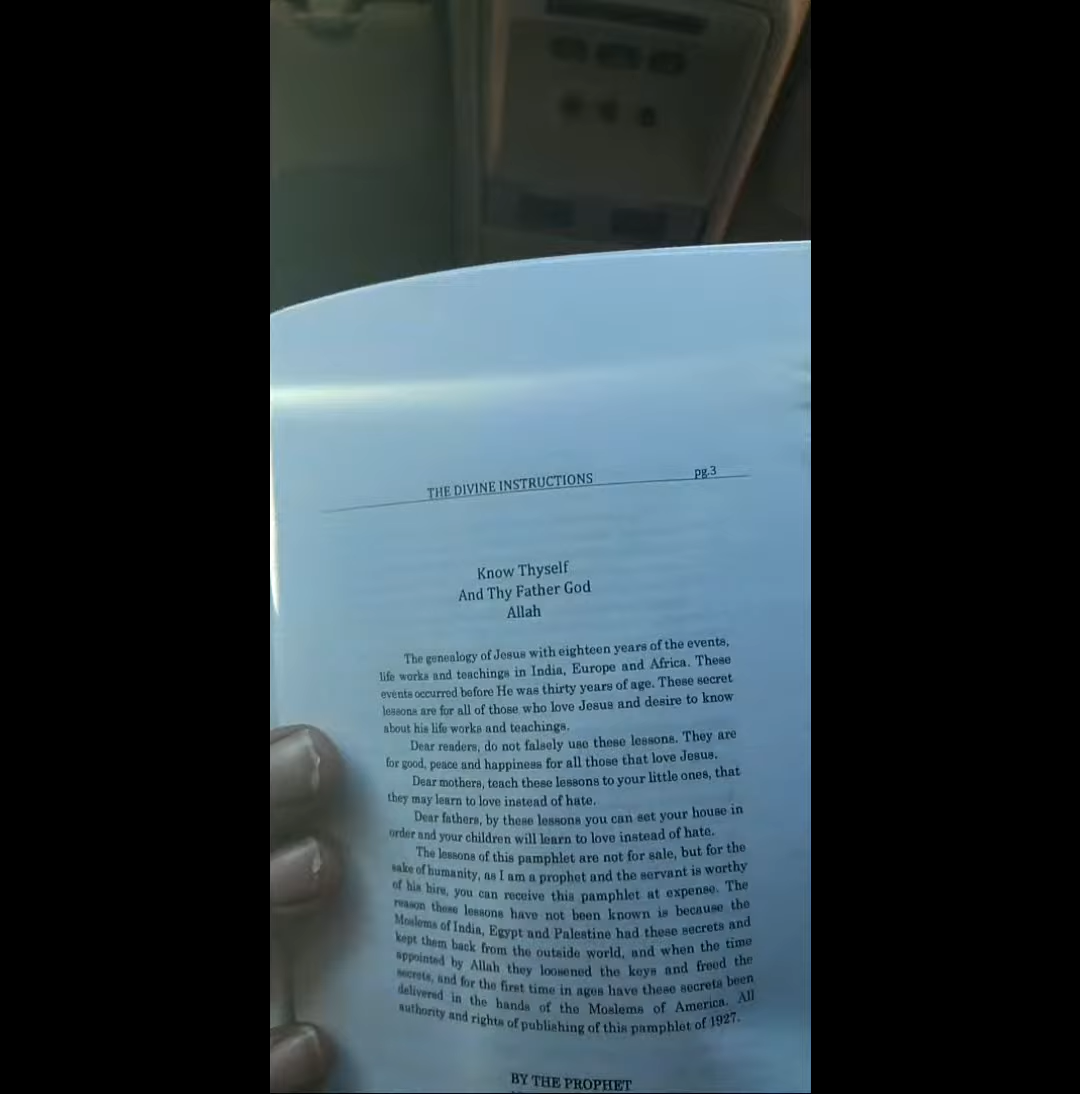 THE DIVINE INSTRUCTIONS pg.3
Know Thyself
And Thy Father God
Allah
The genealogy of Jesus with eighteen years of the events,
life works and teachings in India, Europe and Africa. These
events occurred before He was thirty years of age. These secret
lessons are for all of those who love Jesus and desire to know
about his life works and teachings.
Dear readers, do not falsely use these lessons. They are
for good, peace and happiness for all those that love Jesus.
Dear mothers, teach these lessons to your little ones, that
they may learn to love instead of hate.
Dear fathers, by these lessons you can set your house in
order and your children will learn to love instead of hate.
The lessons of this pamphlet are not for sale, but for the
sake of humanity, as I am a prophet and the servant is worthy
of his hire, you can receive this pamphlet at expense. The
reason these lessons have not been known is because the
Moslems of India, Egypt and Palestine had these secrets and
kept them back from the outside world, and when the time
appointed by Allah they loosened the keys and freed the
secrets, and for the first time in ages have these secrets been
delivered in the hands of the Moslems of America. All
authority and rights of publishing of this pamphlet of 1927.
BY THE PROPHET